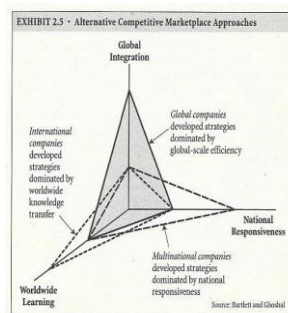 EXHIBIT 2.5 • Alternative Competitive Marketplace Approaches
Global
Integration
International
companies
developed
strategies
dominated by
worldwide
knowledge
transfer
Global companies
developed strategies
dominated by
global-scale efficiency
National
Responsiveness
Multinational companies
developed strategies
dominated by national
responsiveness
Worldwide
Learning
Source: Bartlett and Ghoshal